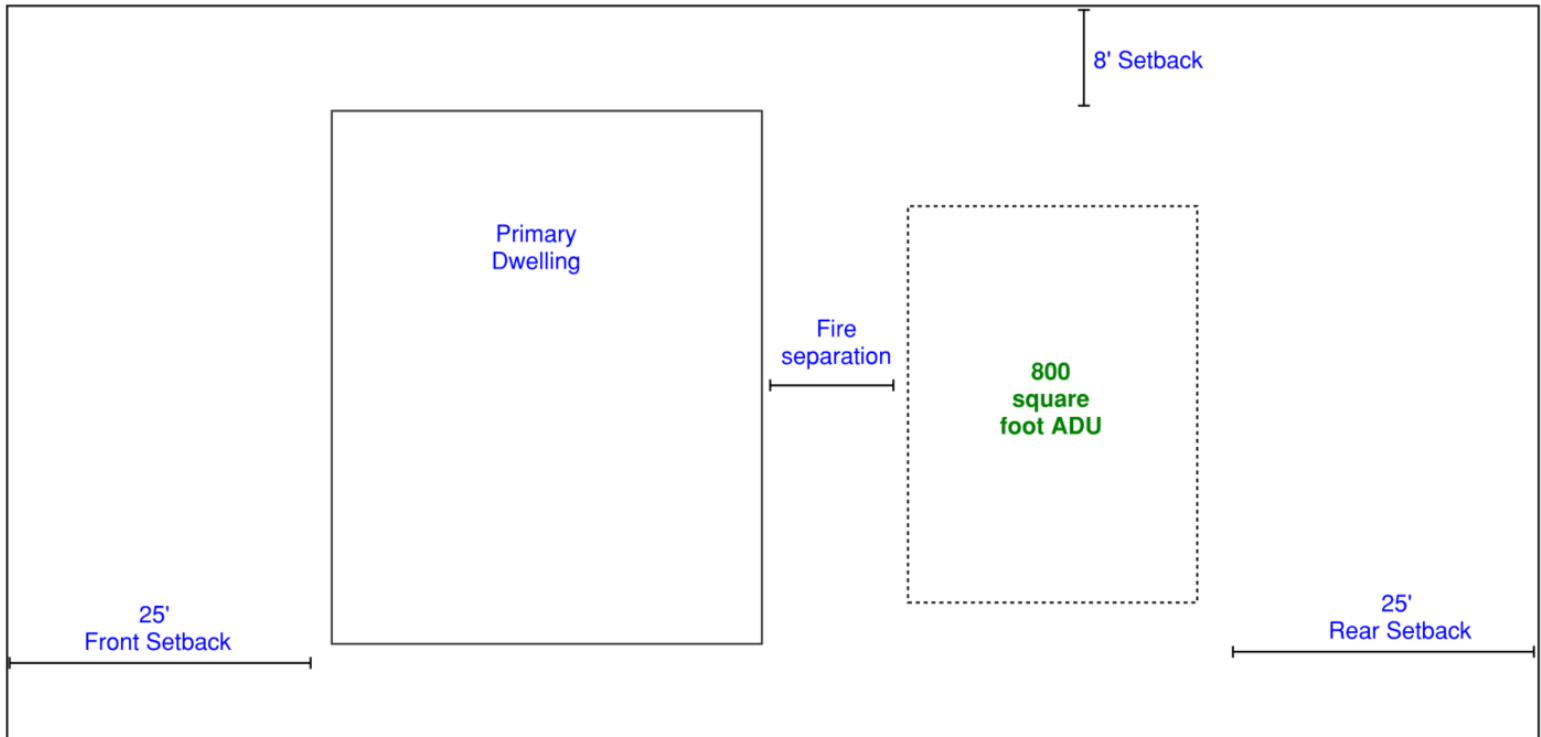 8' Setback
Primary
Dwelling
Fire
separation
800
square
foot ADU
25'
Front Setback
25'
Rear Setback